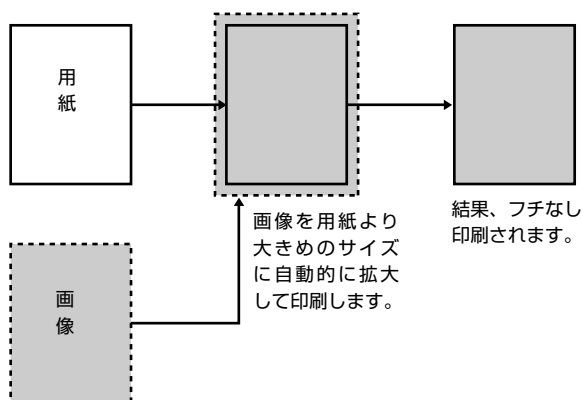 用
紙
画像を用紙より
大きめのサイズ
に自動的に拡大
して印刷します。
結果、フチなし
印刷されます。
画
像